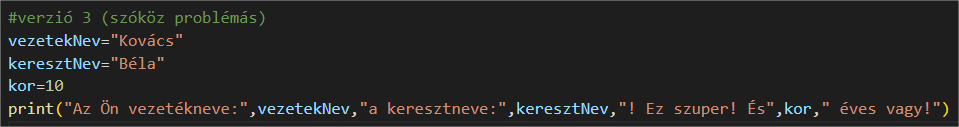 #verzió 3 (szóköz problémás)
vezetekNev="Kovács"
keresztNev="Béla"
kor=10
print("Az Ön vezetékneve:",vezetekNev,"a keresztneve:",keresztNev,"! Ez szuper! És",kor," éves vagy!")